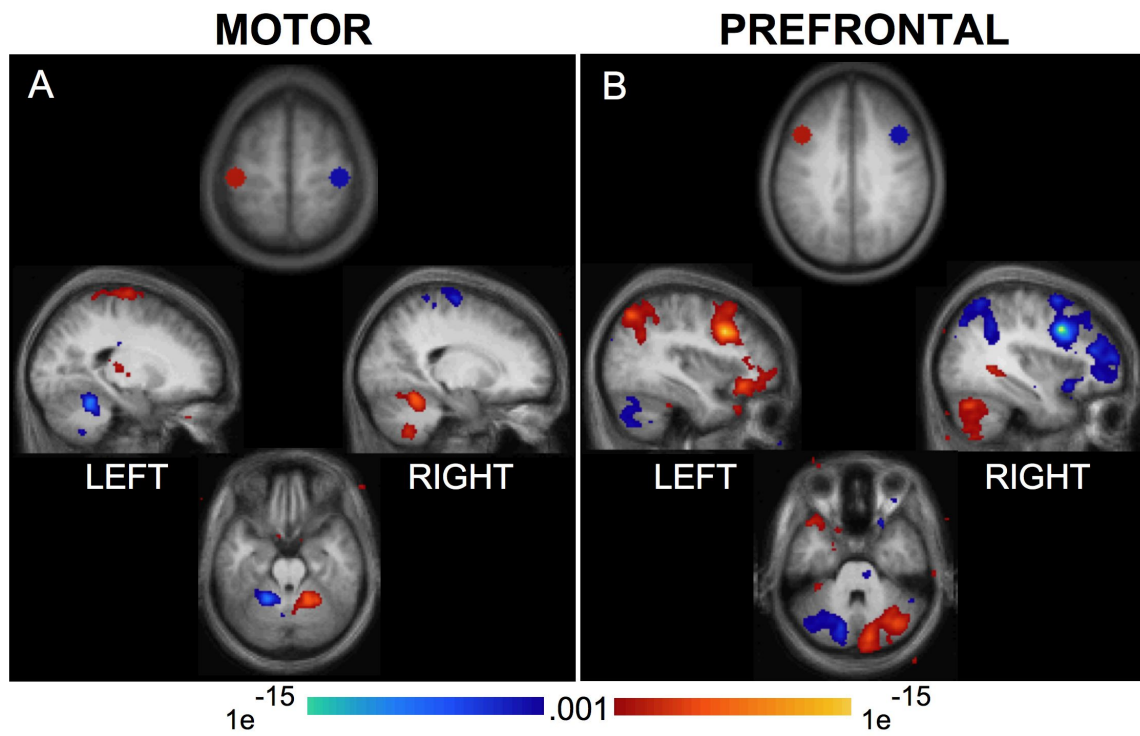 MOTOR
PREFRONTAL
A
B
LEFT
RIGHT
LEFT
RIGHT
1e-15
.001
1e-15